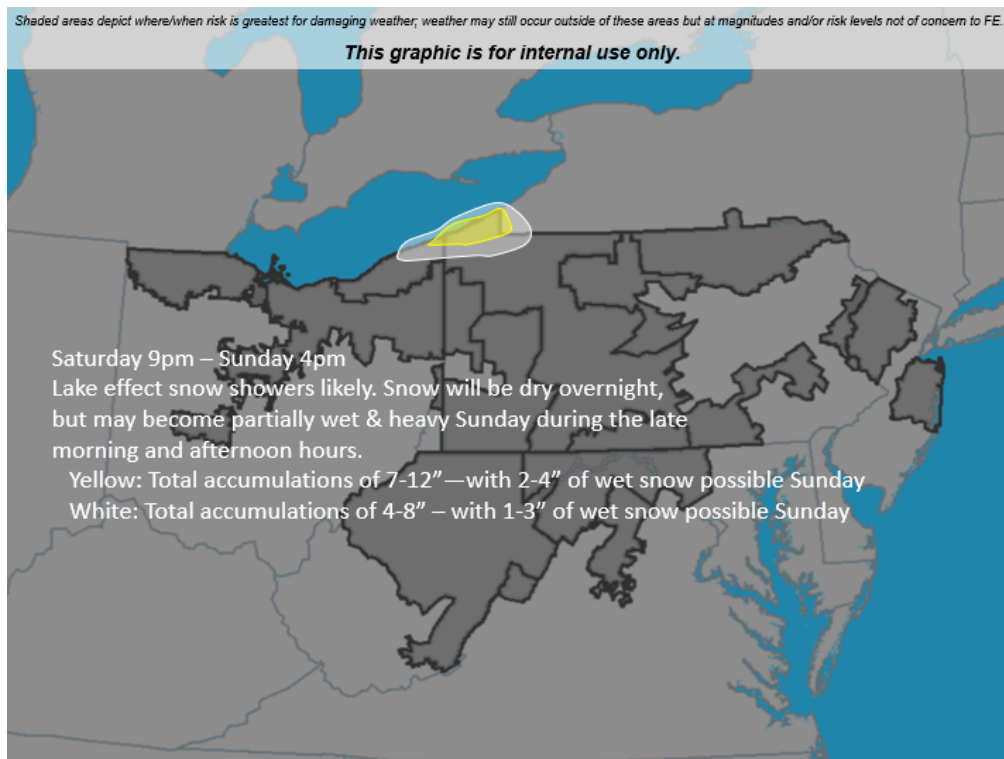 Shaded areas depict where/when risk is greatest for damaging weather; weather may still occur outside of these areas but at magnitudes and/or risk levels not of concern to FE.
This graphic is for internal use only.
Saturday 9pm – Sunday 4pm
Lake effect snow showers likely. Snow will be dry overnight,
but may become partially wet & heavy Sunday during the late
morning and afternoon hours.
Yellow: Total accumulations of 7-12”—with 2-4” of wet snow possible Sunday
White: Total accumulations of 4-8” – with 1-3” of wet snow possible Sunday